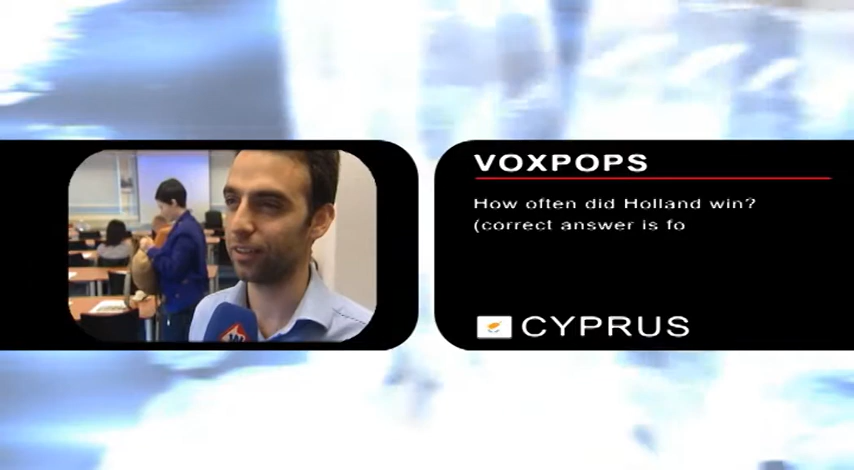 VOXPOPS
How often did Holland win?
(correct answer is fo
CYPRUS